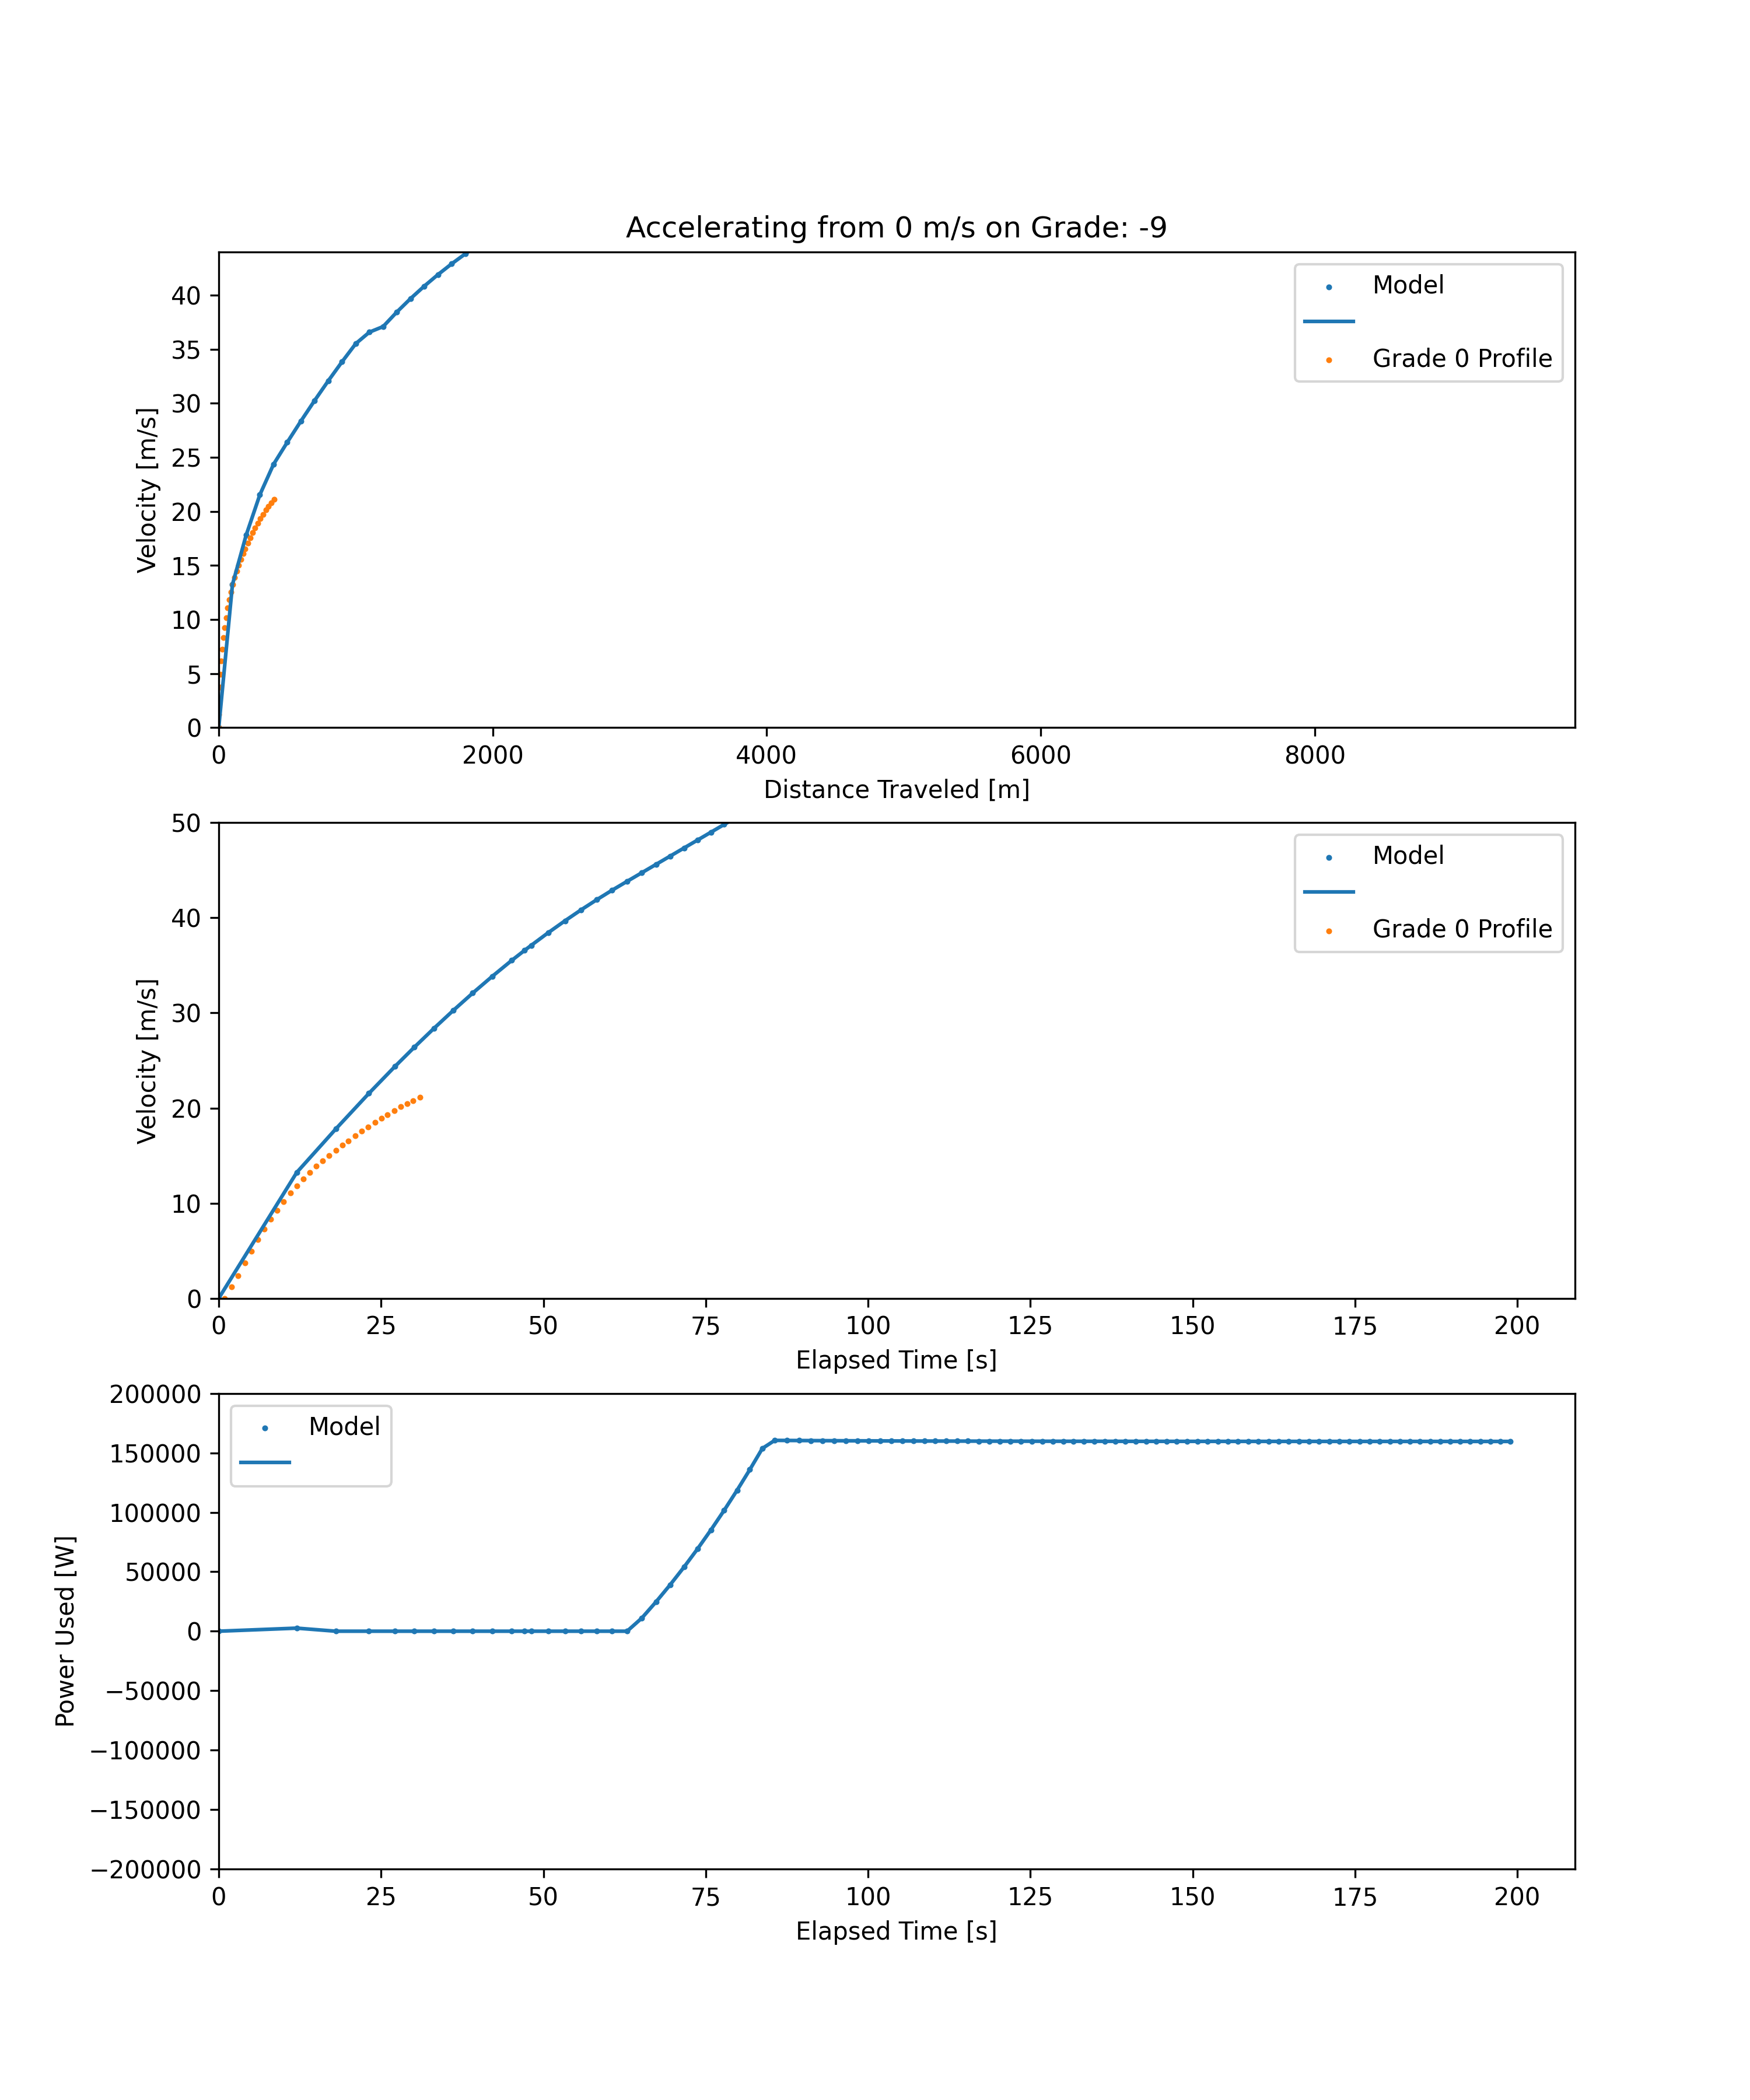 Accelerating from 0 m/s on Grade: -9
Velocity [m/s]
40
35
30
25
20
15
10
5
0
Model
Grade 0 Profile
0 2000 4000 6000 8000
Distance Traveled [m]
Velocity [m/s]
50
40
30
20
10
0
Model
Grade 0 Profile
0 25 50 75 100 125 150 175 200
Elapsed Time [s]
Power Used [W]
200000
150000
100000
50000
0
−50000
−100000
−150000
−200000
Model
0 25 50 75 100 125 150 175 200
Elapsed Time [s]